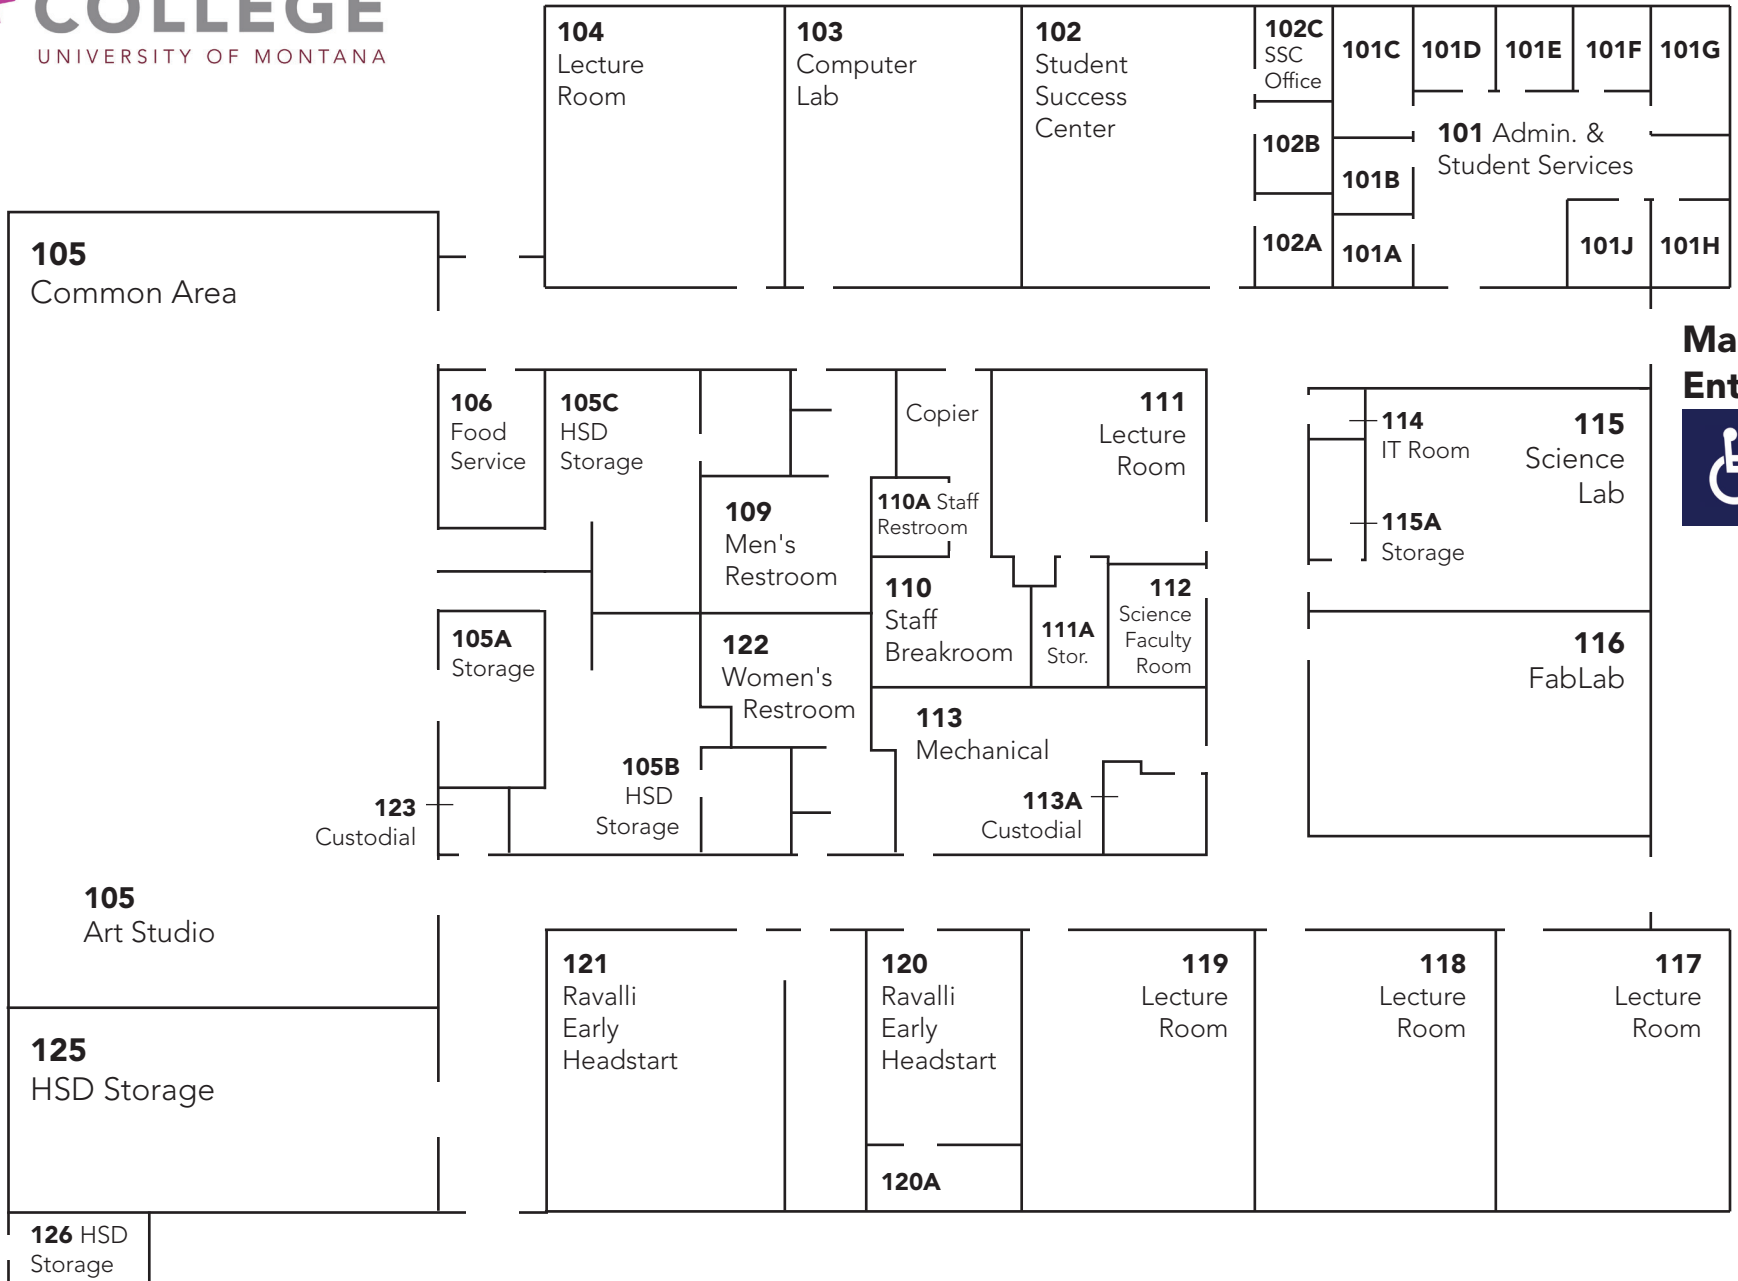 COLLEGE
UNIVERSITY OF MONTANA
104
Lecture
Room
103
Computer
Lab
102
Student
Success
Center
102C
SSC
Office
102B
102A
101C
101D
101E
101F
101G
101 Admin. &
Student Services
101B
101A
101J
101H
105
Common Area
Ma
Ent
106
Food
Service
105C
HSD
Storage
Copier
111
Lecture
Room
114
IT Room
115
Science
Lab
115A
Storage
109
Men's
Restroom
110A Staff
Restroom
110
Staff
Breakroom
111A
Stor.
112
Science
Faculty
Room
105A
Storage
122
Women's
Restroom
116
FabLab
113
Mechanical
105B
HSD
Storage
113A
Custodial
123
Custodial
105
Art Studio
121
Ravalli
Early
Headstart
120
Ravalli
Early
Headstart
120A
119
Lecture
Room
118
Lecture
Room
117
Lecture
Room
125
HSD Storage
126 HSD
Storage